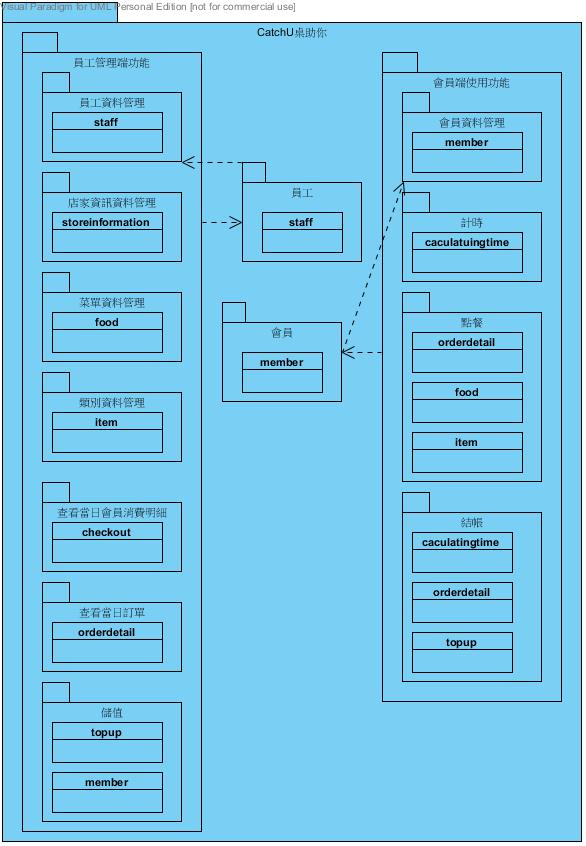 Visual Paradigm for UML Personal Edition [not for commercial use]
CatchU桌助你
員工管理端功能
員工資料管理
staff
店家資訊資料管理
storeinformation
菜單資料管理
food
類別資料管理
item
查看當日會員消費明細
checkout
查看當日訂單
orderdetail
儲值
topup
member
員工
staff
會員
member
會員端使用功能
會員資料管理
member
計時
caculatuingtime
點餐
orderdetail
food
item
結帳
caculatingtime
orderdetail
topup